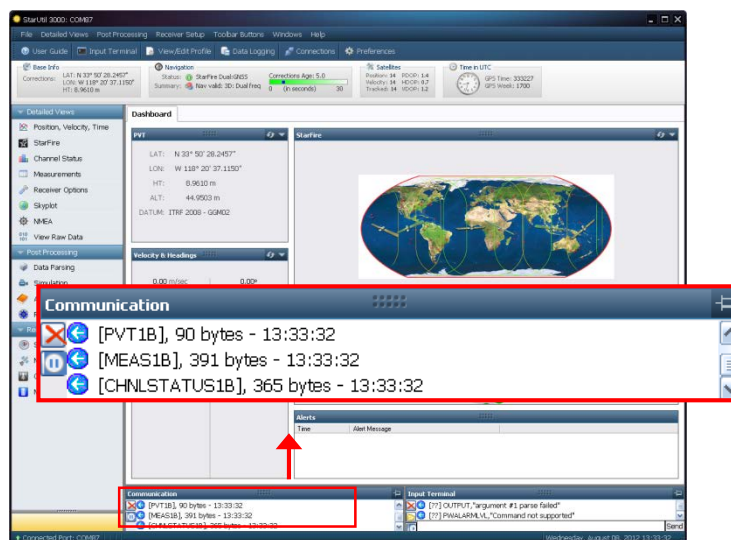 StarUtil 3000: COM87
File Detailed Views Post Processing Receiver Setup Toolbar Buttons Windows Help
User Guide Input Terminal View/Edit Profile Data Logging Connections Preferences
Base Info
Corrections: LAT: N 33° 50' 28.2457"
LON: W 118° 20' 37.1150"
HT: 8.9610 m
Navigation
Status: StarFire Dual-GNSS
Summary: Nav valid: 3D: Dual freq
Corrections Age: 5.0
0 (in seconds) 30
Satellites
Position: 14 PDOP: 1.4
Velocity: 14 HDOP: 0.7
Tracked: 14 VDOP: 1.2
Time in UTC
GPS Time: 333227
GPS Week: 1700
Detailed Views
Position, Velocity, Time
StarFire
Channel Status
Measurements
Receiver Options
Skyplot
NMEA
View Raw Data
Post Processing
Data Parsing
Simulation
Dashboard
PVT
LAT: N 33° 50' 28.2457"
LON: W 118° 20' 37.1150"
HT: 8.9610 m
ALT: 44.9503 m
DATUM: ITRF 2008 - GGM02
StarFire
Velocity & Headings
0.00 m/sec 0.00°
Communication
[PVT1B], 90 bytes - 13:33:32
[MEAS1B], 391 bytes - 13:33:32
[CHNLSTATUS1B], 365 bytes - 13:33:32
Alerts
Time Alert Message
Communication
[PVT1B], 90 bytes - 13:33:32
[MEAS1B], 391 bytes - 13:33:32
[CHNLSTATUS1B], 365 bytes - 13:33:32
Input Terminal
[??] OUTPUT,"argument #1 parse failed"
[??] PWALARMLVL,"Command not supported"
Send
Connected Port: COM87
Wednesday, August 08, 2012 13:33:32